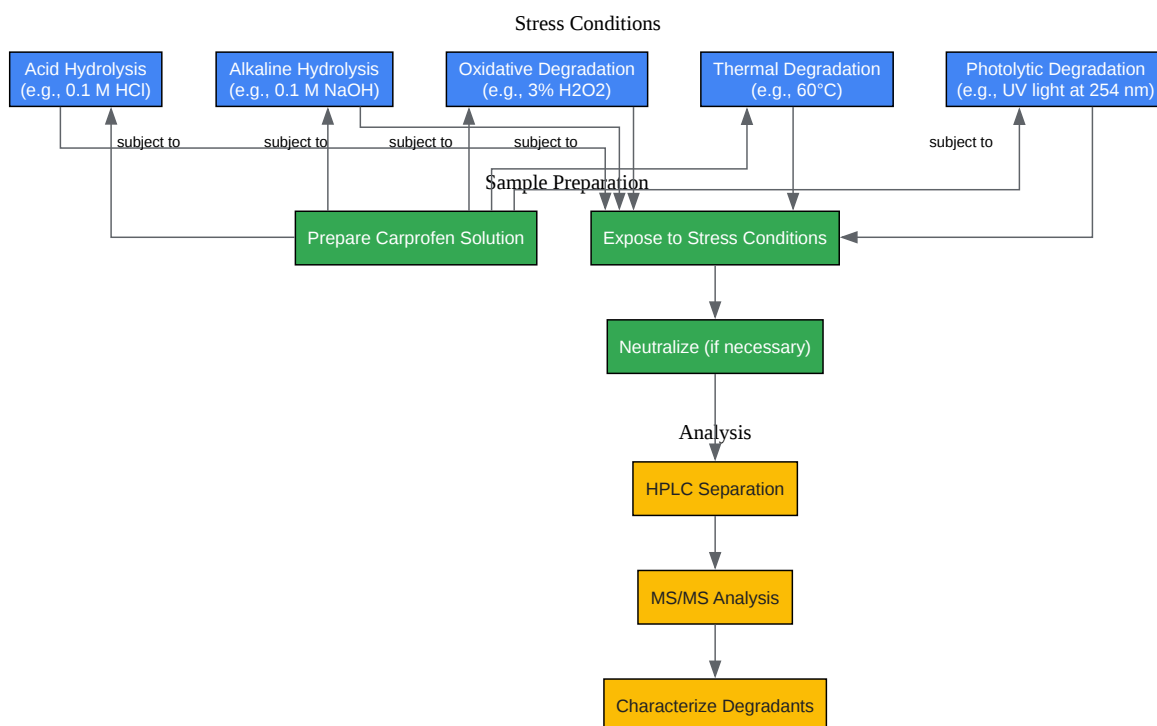 Stress Conditions
Acid Hydrolysis
(e.g., 0.1 M HCl)
Alkaline Hydrolysis
(e.g., 0.1 M NaOH)
Oxidative Degradation
(e.g., 3% H2O2)
Thermal Degradation
(e.g., 60°C)
Photolytic Degradation
(e.g., UV light at 254 nm)
subject to
subject to
subject to
subject to
subject to
Sample Preparation
Prepare Carprofen Solution
Expose to Stress Conditions
Neutralize (if necessary)
Analysis
HPLC Separation
MS/MS Analysis
Characterize Degradants